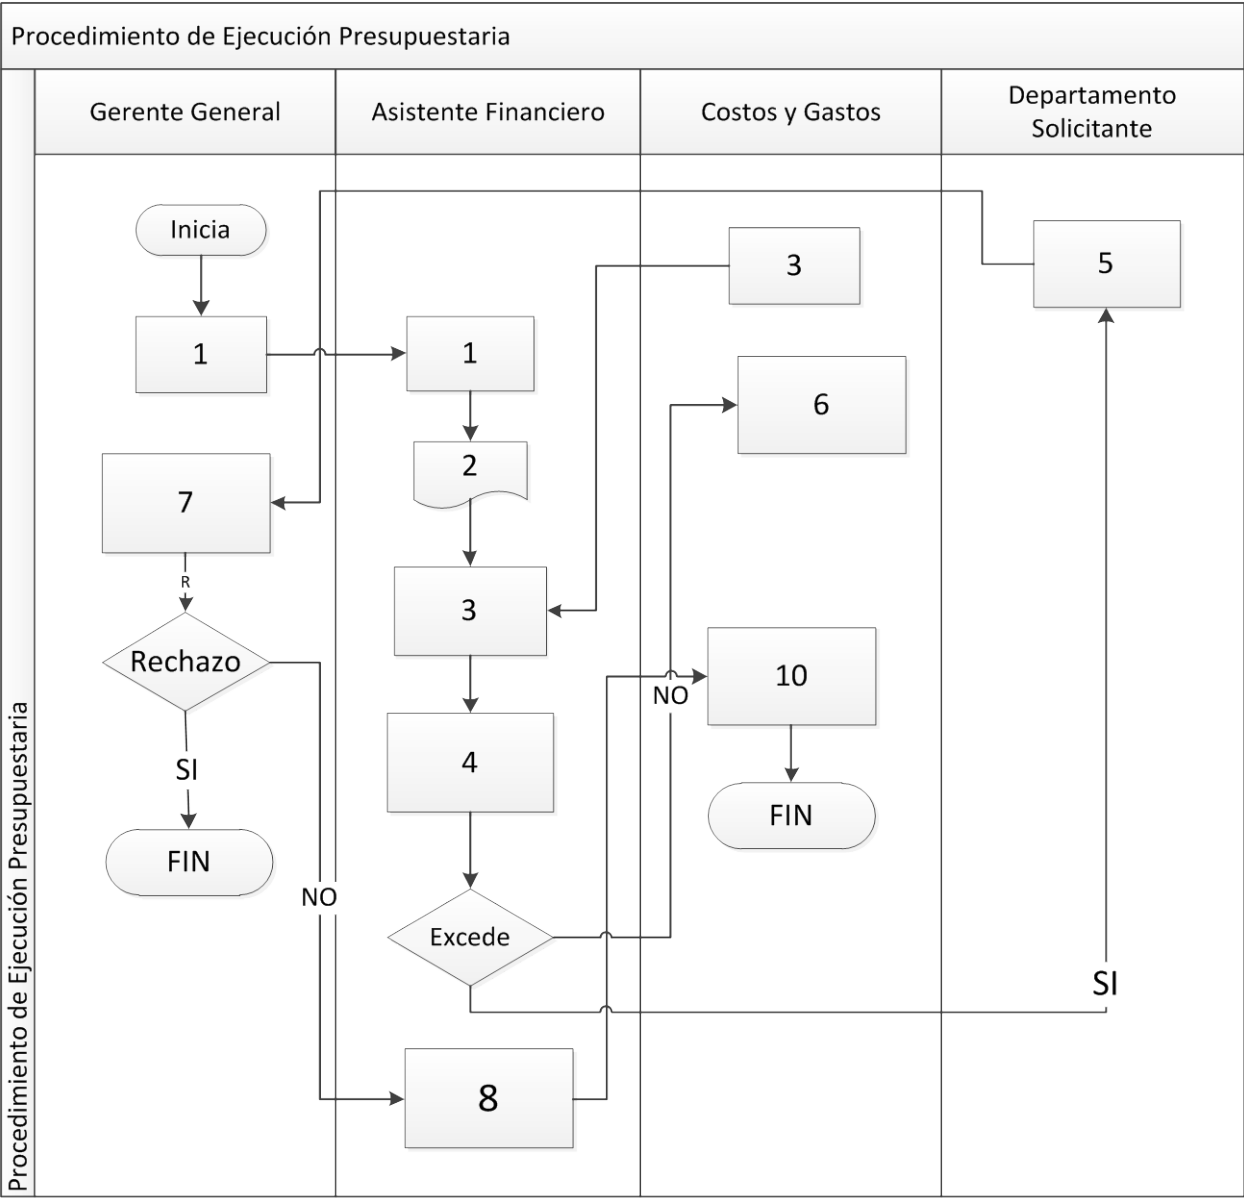 Procedimiento de Ejecución Presupuestaria
Procedimiento de Ejecución Presupuestaria
Gerente General
Asistente Financiero
Costos y Gastos
Departamento
Solicitante
Inicia
3
5
1
1
6
2
7
R
3
Rechazo
10
NO
4
SI
FIN
FIN
NO
Excede
SI
8